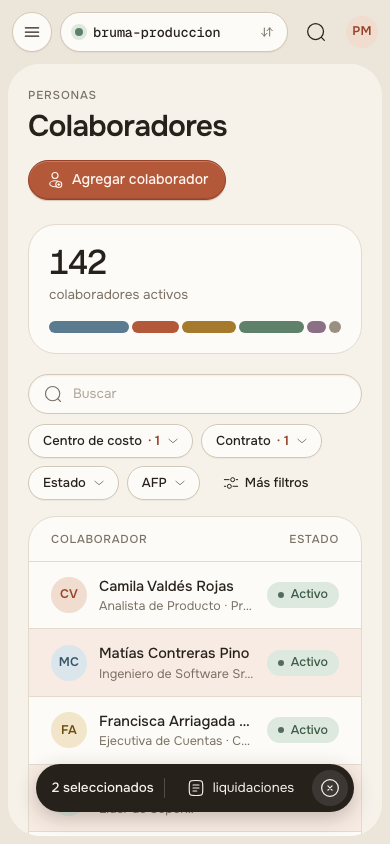 bruma-produccion
PM
PERSONAS
Colaboradores
Agregar colaborador
142
colaboradores activos
Buscar
Centro de costo · 1
Contrato · 1
Estado
AFP
Más filtros
COLABORADOR ESTADO
CV
Camila Valdés Rojas
Analista de Producto · Pr...
Activo
MC
Matías Contreras Pino
Ingeniero de Software Sr...
Activo
FA
Francisca Arriagada ...
Ejecutiva de Cuentas · C...
Activo
2 seleccionados
liquidaciones